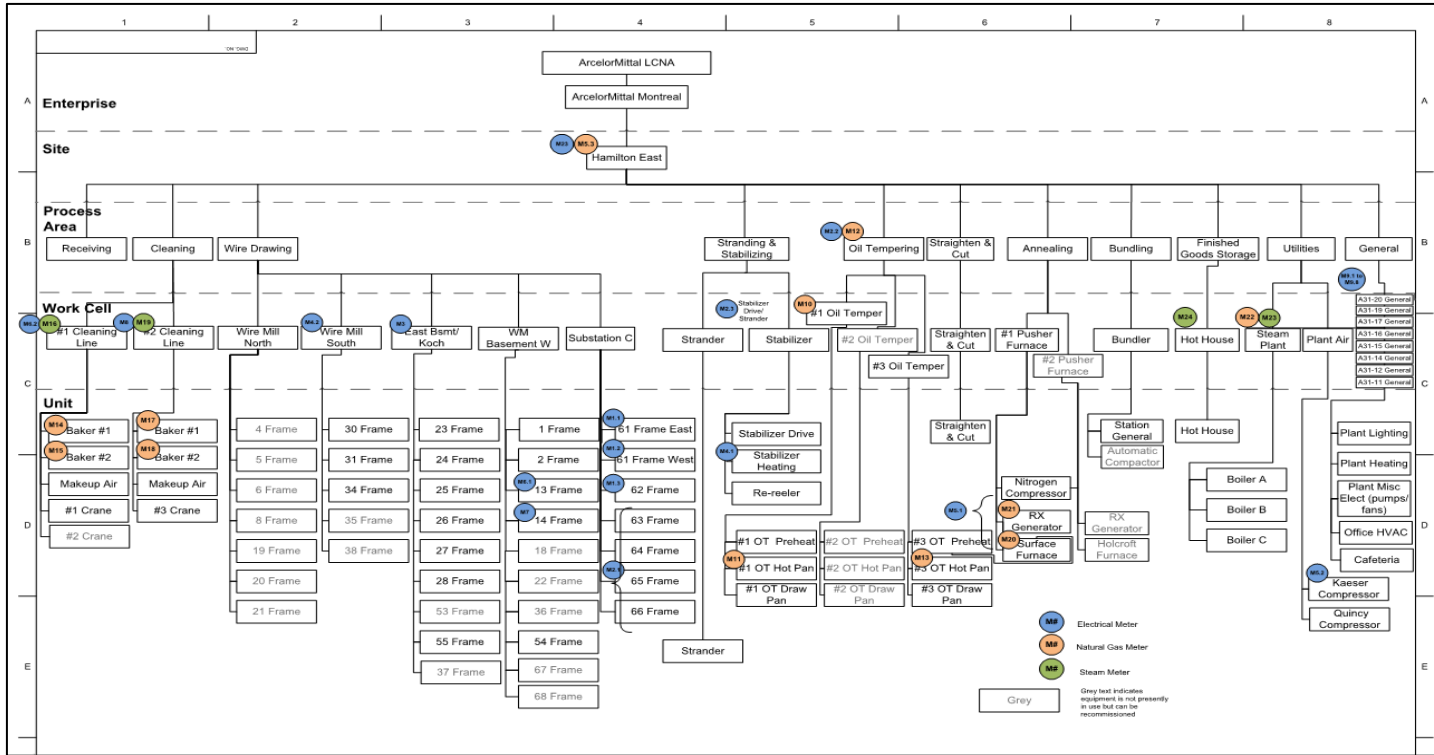 1 2 3 4 5 6 7 8
DWG. NO.
ArcelorMittal LCNA
A Enterprise ArcelorMittal Montreal A
Site
M5.3
Hamilton East
Process
Area
M2.2 M12
B Receiving Cleaning Wire Drawing Stranding & Stabilizing Oil Tempering Straighten & Cut Annealing Bundling Finished Goods Storage Utilities General B
M9.1 to
Work Cell
Stabilizer
Drive/
Strander
M10
#1 Oil Temper
A31-20 General
A31-19 General
A31-17 General
A31-16 General
A31-15 General
A31-14 General
A31-12 General
A31-11 General
M16
#1 Cleaning
Line
M19
#2 Cleaning
Line
Wire Mill
North
M4.2
Wire Mill
South
M3
East Bsmt/
Koch
WM
Basement W
Substation C
Strander
Stabilizer
#2 Oil Temper
#3 Oil Temper
Straighten
& Cut
#1 Pusher
Furnace
#2 Pusher
Furnace
Bundler
M24
Hot House
M22 M23
Steam
Plant
Plant Air
C C
Unit
M14
Baker #1
M15
Baker #2
Makeup Air
#1 Crane
#2 Crane
M17
Baker #1
M18
Baker #2
Makeup Air
#3 Crane
4 Frame
5 Frame
6 Frame
8 Frame
19 Frame
20 Frame
21 Frame
30 Frame
31 Frame
34 Frame
35 Frame
38 Frame
23 Frame
24 Frame
25 Frame
26 Frame
27 Frame
28 Frame
53 Frame
55 Frame
37 Frame
1 Frame
2 Frame
13 Frame
M7
14 Frame
18 Frame
22 Frame
36 Frame
54 Frame
67 Frame
68 Frame
M1.1
61 Frame East
M1.2
61 Frame West
M1.3
62 Frame
63 Frame
64 Frame
65 Frame
66 Frame
Strander
Stabilizer Drive
M4.1
Stabilizer
Heating
Re-reeler
#1 OT Preheat
M11
#1 OT Hot Pan
#1 OT Draw
Pan
#2 OT Preheat
#2 OT Hot Pan
#2 OT Draw
Pan
#3 OT Preheat
M13
#3 OT Hot Pan
#3 OT Draw
Pan
Straighten
& Cut
Nitrogen
Compressor
M21
RX
Generator
M20
Surface
Furnace
RX
Generator
Holcroft
Furnace
Station
General
Automatic
Compactor
Hot House
Boiler A
Boiler B
Boiler C
Plant Lighting
Plant Heating
Plant Misc
Elect (pumps/
fans)
Office HVAC
Cafeteria
Kaeser
Compressor
Quincy
Compressor
D D
E E
M# Electrical Meter
M# Natural Gas Meter
M# Steam Meter
Grey
Grey text indicates
equipment is not presently
in use but can be
recommissioned